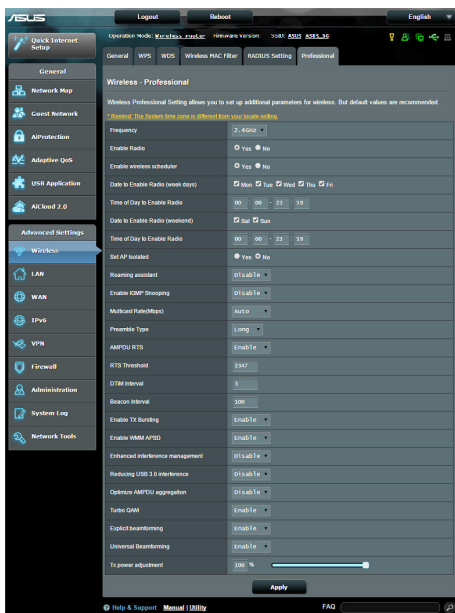 ASUS Logout Reboot English
Quick Internet Setup
Operation Mode: Wireless router Firmware Version: SSID: ASUS ASUS_5G
General WPS WDS Wireless MAC Filter RADIUS Setting Professional
General
Network Map
Guest Network
AiProtection
Adaptive QoS
USB Application
AiCloud 2.0
Advanced Settings
Wireless
LAN
WAN
IPv6
VPN
Firewall
Administration
System Log
Network Tools
Wireless - Professional
Wireless Professional Setting allows you to set up additional parameters for wireless. But default values are recommended.
* Remind: The System time zone is different from your locale setting.
Frequency 2.4GHz
Enable Radio Yes No
Enable wireless scheduler Yes No
Date to Enable Radio (week days) Mon Tue Wed Thu Fri
Time of Day to Enable Radio 00 : 00 - 23 : 59
Date to Enable Radio (weekend) Sat Sun
Time of Day to Enable Radio 00 : 00 - 23 : 59
Set AP Isolated Yes No
Roaming assistant Disable
Enable IGMP Snooping Disable
Multicast Rate(Mbps) Auto
Preamble Type Long
AMPDU RTS Enable
RTS Threshold 2347
DTIM Interval 3
Beacon Interval 100
Enable TX Bursting Enable
Enable WMM APSD Enable
Enhanced interference management Disable
Reducing USB 3.0 interference Disable
Optimize AMPDU aggregation Disable
Turbo QAM Enable
Explicit beamforming Enable
Universal Beamforming Enable
Tx power adjustment 100 %
Apply
Help & Support Manual | Utility FAQ